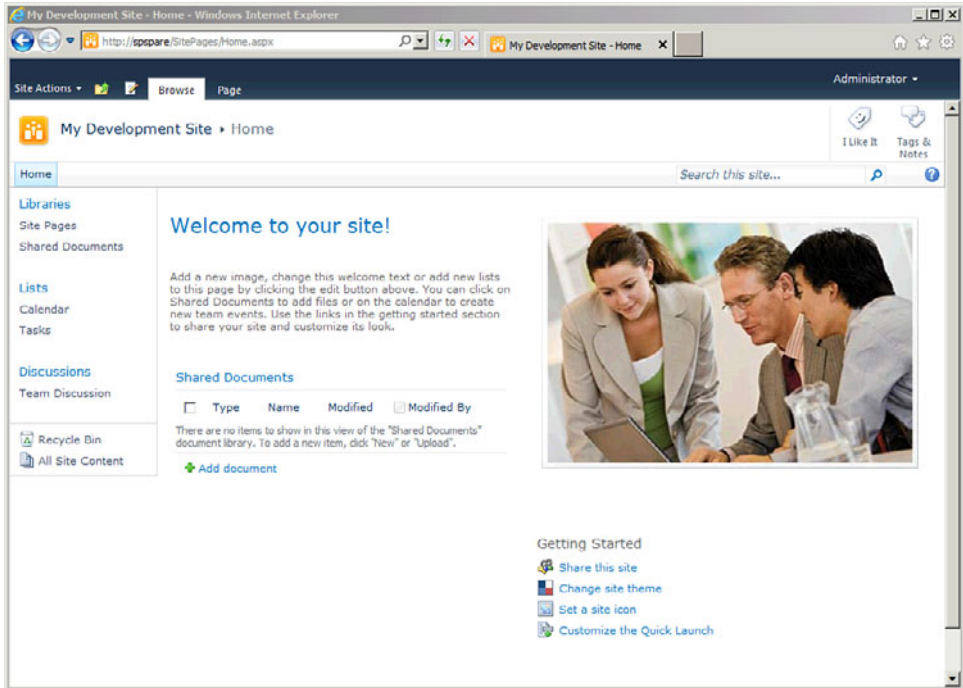 My Development Site - Home - Windows Internet Explorer
http://spspare/SitePages/Home.aspx
My Development Site - Home
Site Actions
Browse
Page
Administrator
My Development Site Home
I Like It
Tags &
Notes
Home
Search this site...
Libraries
Site Pages
Shared Documents
Lists
Calendar
Tasks
Discussions
Team Discussion
Recycle Bin
All Site Content
Welcome to your site!
Add a new image, change this welcome text or add new lists
to this page by clicking the edit button above. You can click on
Shared Documents to add files or on the calendar to create
new team events. Use the links in the getting started section
to share your site and customize its look.
Shared Documents
Type Name Modified Modified By
There are no items to show in this view of the "Shared Documents"
document library. To add a new item, click "New" or "Upload".
Add document
Getting Started
Share this site
Change site theme
Set a site icon
Customize the Quick Launch